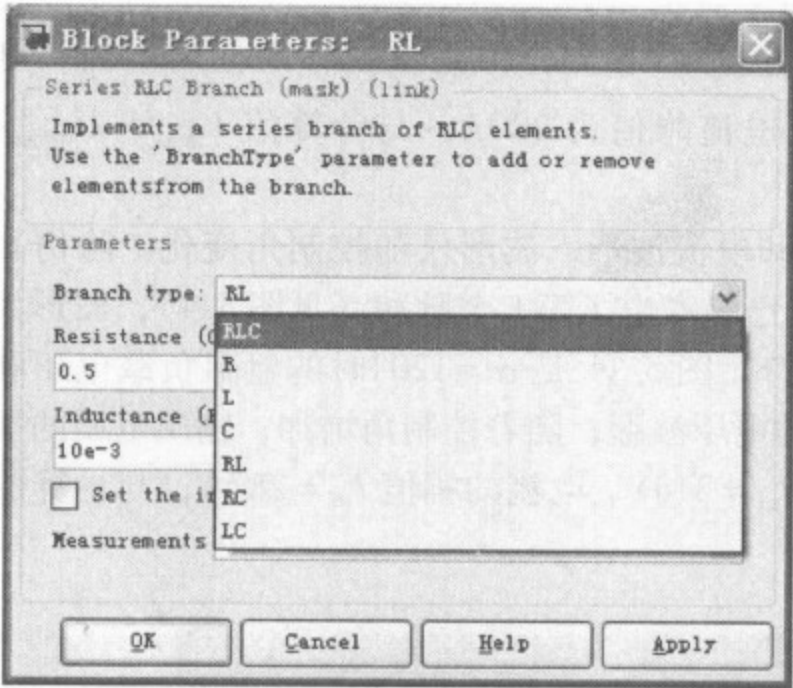 Block Parameters: RL
Series RLC Branch (mask) (link)
Implements a series branch of RLC elements.
Use the 'BranchType' parameter to add or remove
elementsfrom the branch.
Parameters
Branch type: RL
RLC
Resistance (
R
0.5
L
Inductance (
C
10e-3
RL
Set the
RC
LC
Measurements
OK
Cancel
Help
Apply